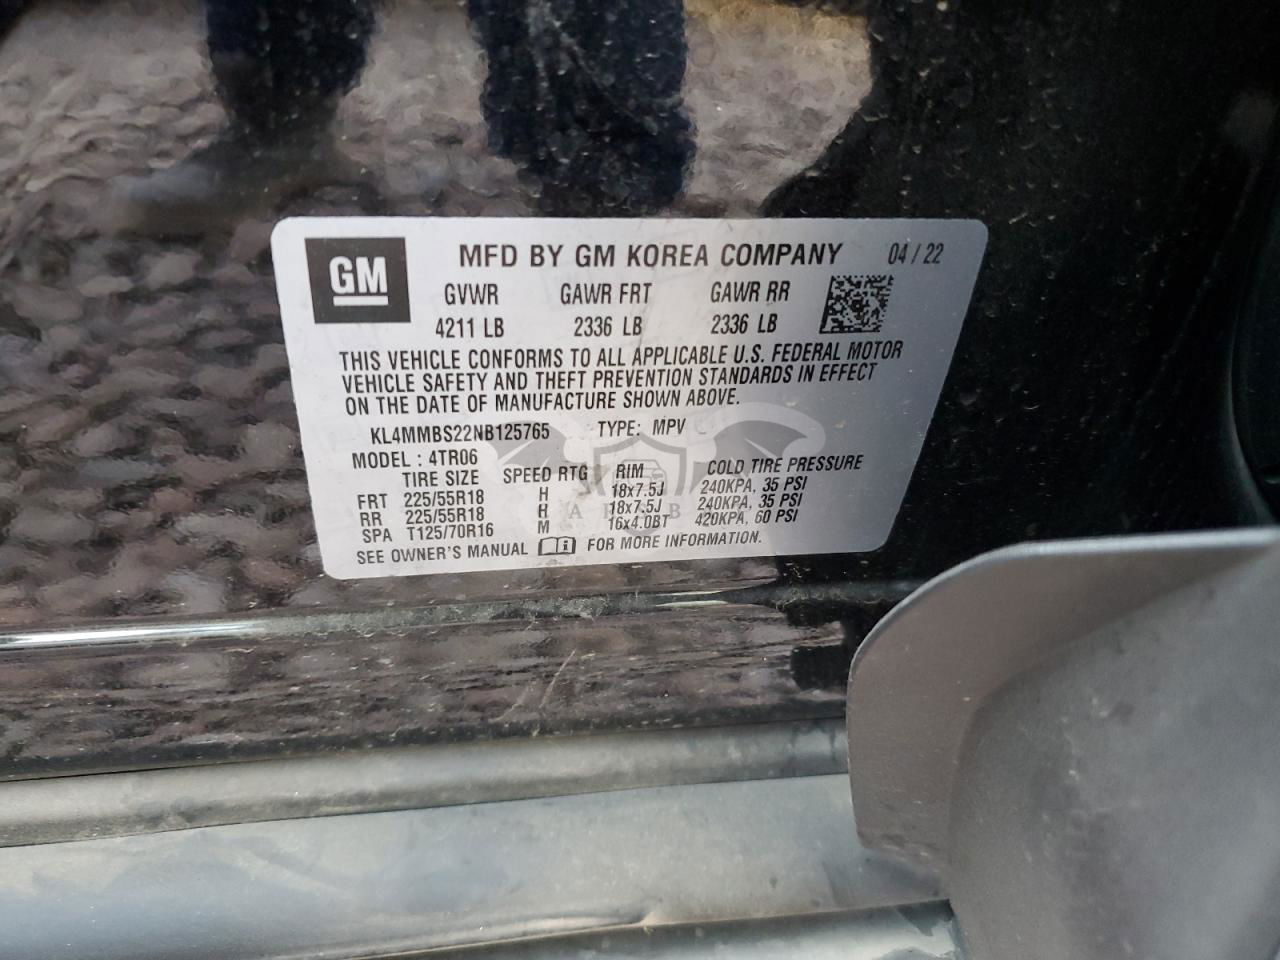 GM MFD BY GM KOREA COMPANY 04 / 22
GVWR GAWR FRT GAWR RR
4211 LB 2336 LB 2336 LB
THIS VEHICLE CONFORMS TO ALL APPLICABLE U.S. FEDERAL MOTOR
VEHICLE SAFETY AND THEFT PREVENTION STANDARDS IN EFFECT
ON THE DATE OF MANUFACTURE SHOWN ABOVE.
KL4MMBS22NB125765 TYPE: MPV
MODEL : 4TR06
TIRE SIZE SPEED RTG RIM COLD TIRE PRESSURE
FRT 225/55R18 H 18x7.5J 240KPA, 35 PSI
RR 225/55R18 H 18x7.5J 240KPA, 35 PSI
SPA T125/70R16 M 16x4.0BT 420KPA, 60 PSI
SEE OWNER'S MANUAL FOR MORE INFORMATION.